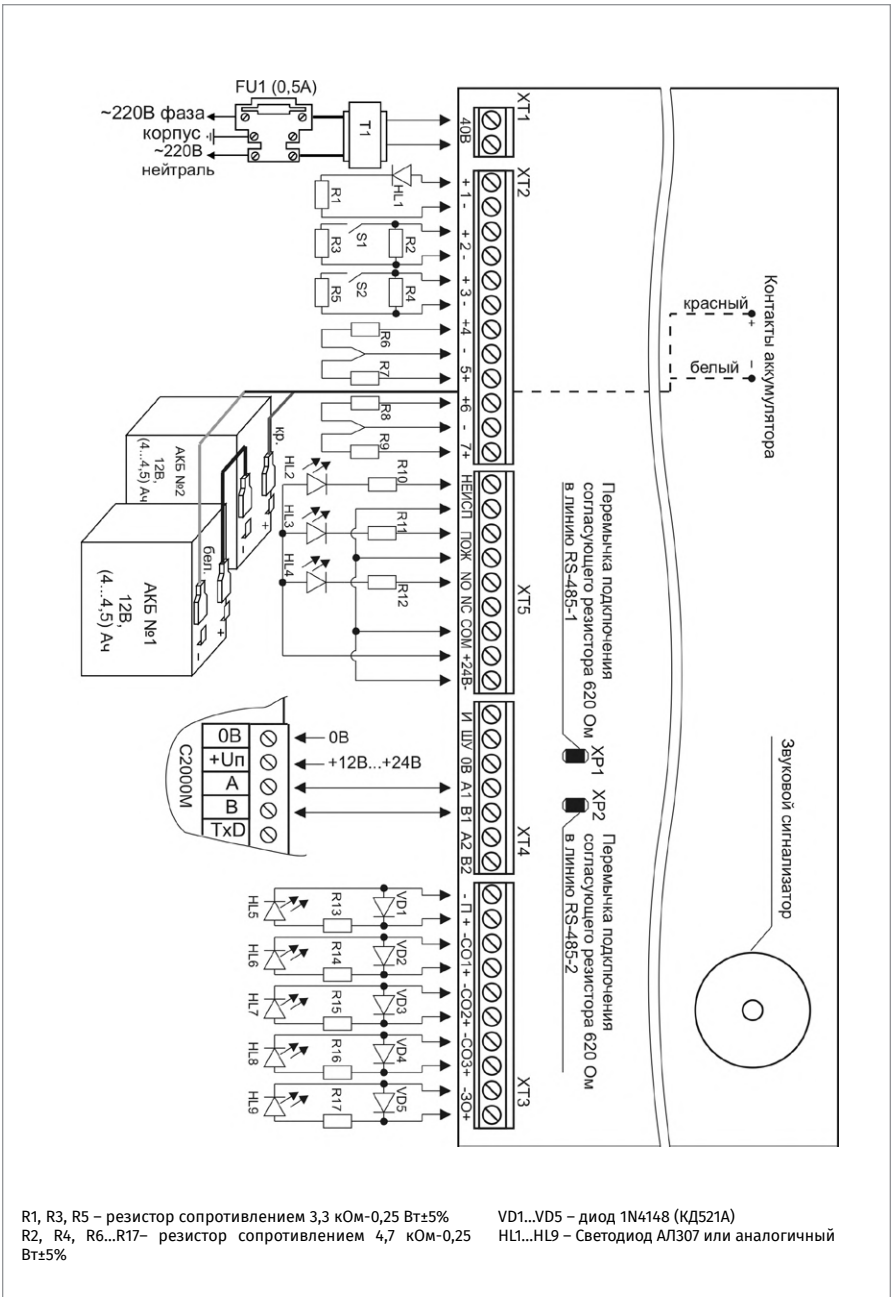 FU1 (0,5А)
~220В фаза
корпус
~220В
нейтраль
T1
40В
XT1
XT2
R1
HL1
+ 1 -
R3
S1
R2
+ 2 -
R5
S2
R4
+ 3 -
R6
+4
-
R7
5+
R8
+6
-
R9
7+
Контакты аккумулятора
красный
+
белый
–
АКБ №2
12В,
(4...4,5) Ач
кр.
+
-
АКБ №1
12В,
(4...4,5) Ач
бел.
+
-
HL2
R10
HL3
R11
HL4
R12
НЕИСП
ПОЖ
NO
NC
COM
+24В-
XT5
Перемычка подключения
согласующего резистора 620 Ом
в линию RS-485-1
XP1
XP2
Перемычка подключения
согласующего резистора 620 Ом
в линию RS-485-2
Звуковой сигнализатор
С2000М
0В
+Uп
А
В
TxD
0В
+12В...+24В
И
ШУ
0В
А1
В1
А2
В2
XT4
HL5
R13
VD1
- П +
HL6
R14
VD2
-СО1+
HL7
R15
VD3
-СО2+
HL8
R16
VD4
-СО3+
HL9
R17
VD5
-ЗО+
XT3
R1, R3, R5 – резистор сопротивлением 3,3 кОм-0,25 Вт±5%
R2, R4, R6...R17– резистор сопротивлением 4,7 кОм-0,25
Вт±5%
VD1...VD5 – диод 1N4148 (КД521А)
HL1...HL9 – Светодиод АЛ307 или аналогичный